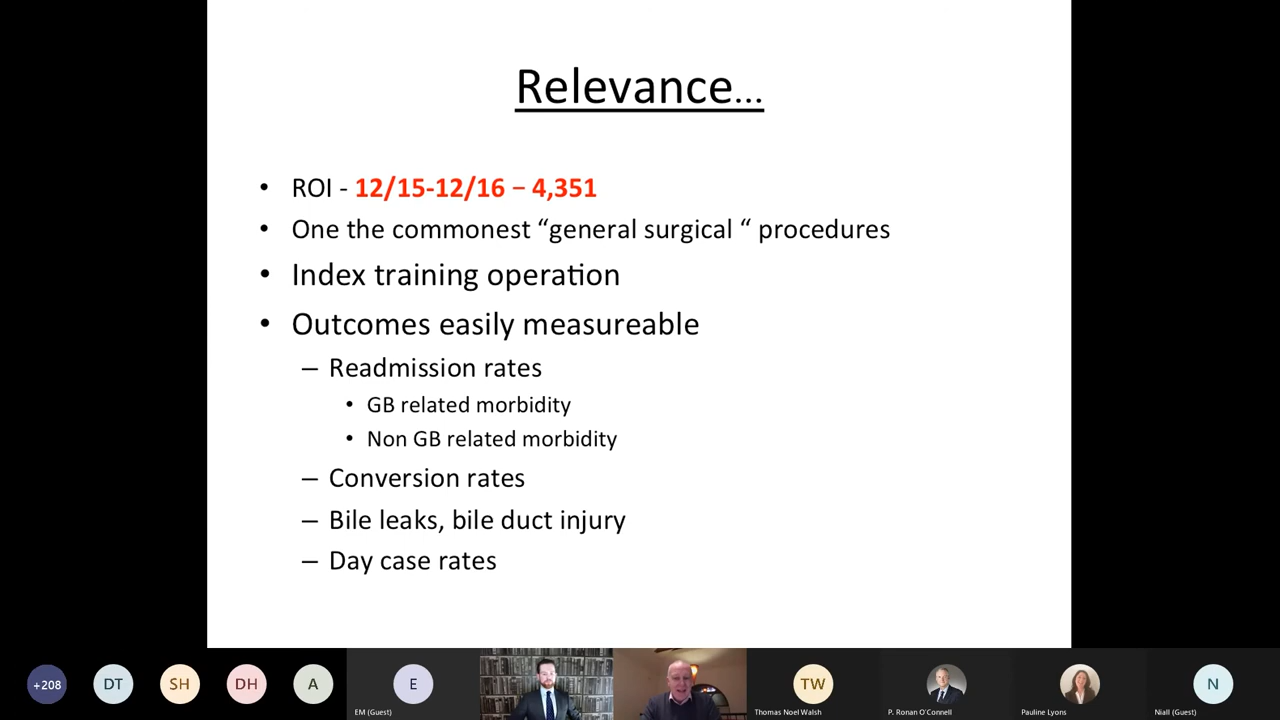 Relevance...
• ROI - 12/15-12/16 – 4,351
• One the commonest “general surgical “ procedures
• Index training operation
• Outcomes easily measureable
– Readmission rates
• GB related morbidity
• Non GB related morbidity
– Conversion rates
– Bile leaks, bile duct injury
– Day case rates
+208
DT
SH
DH
A
E
EM (Guest)
TW
Thomas Noel Walsh
P. Ronan O'Connell
Pauline Lyons
N
Niall (Guest)